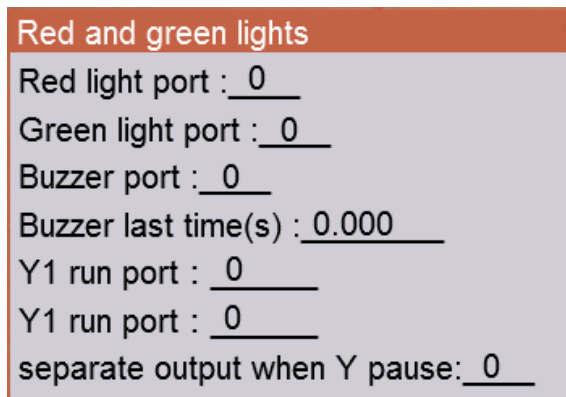 Red and green lights
Red light port : 0
Green light port : 0
Buzzer port : 0
Buzzer last time(s) : 0.000
Y1 run port : 0
Y1 run port : 0
separate output when Y pause: 0